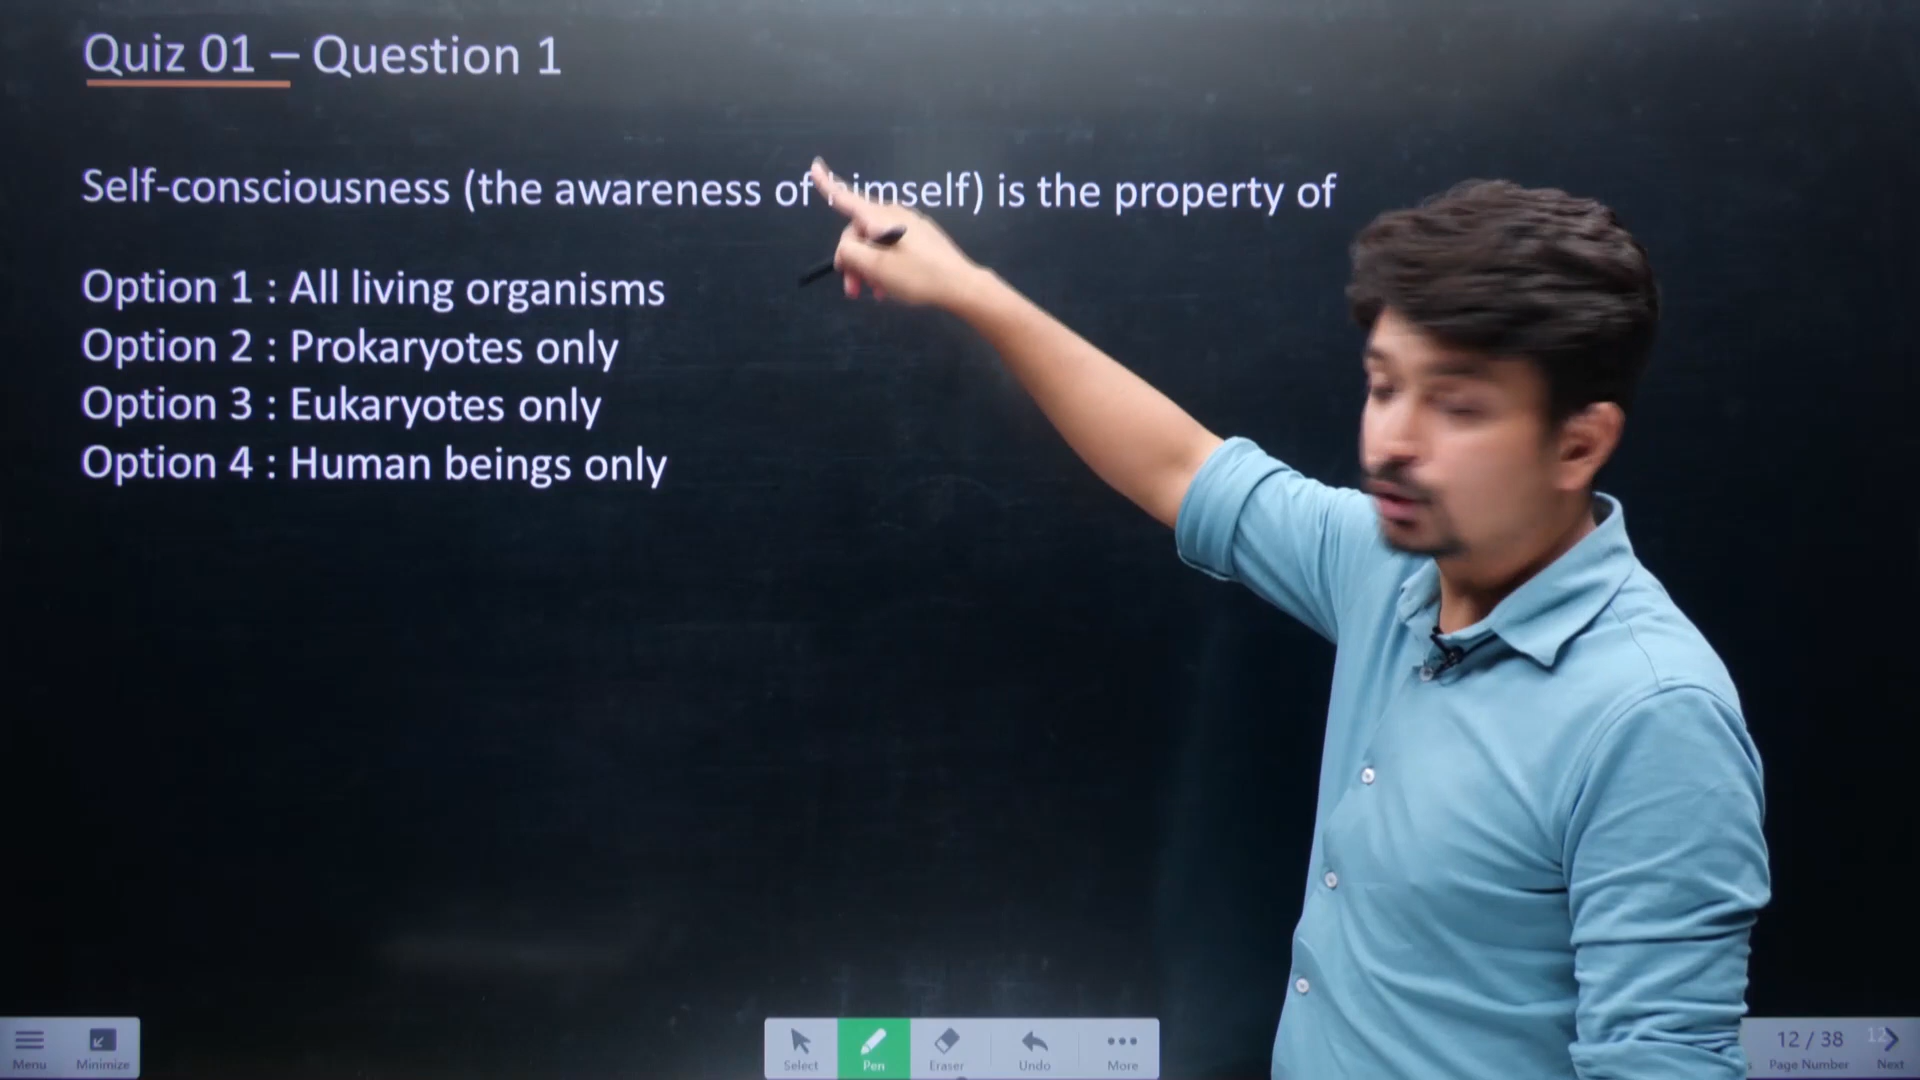 Quiz 01 – Question 1
Self-consciousness (the awareness of himself) is the property of
Option 1 : All living organisms
Option 2 : Prokaryotes only
Option 3 : Eukaryotes only
Option 4 : Human beings only
Menu
Minimize
Select
Pen
Eraser
Undo
More
12 / 38
Page Number
Next